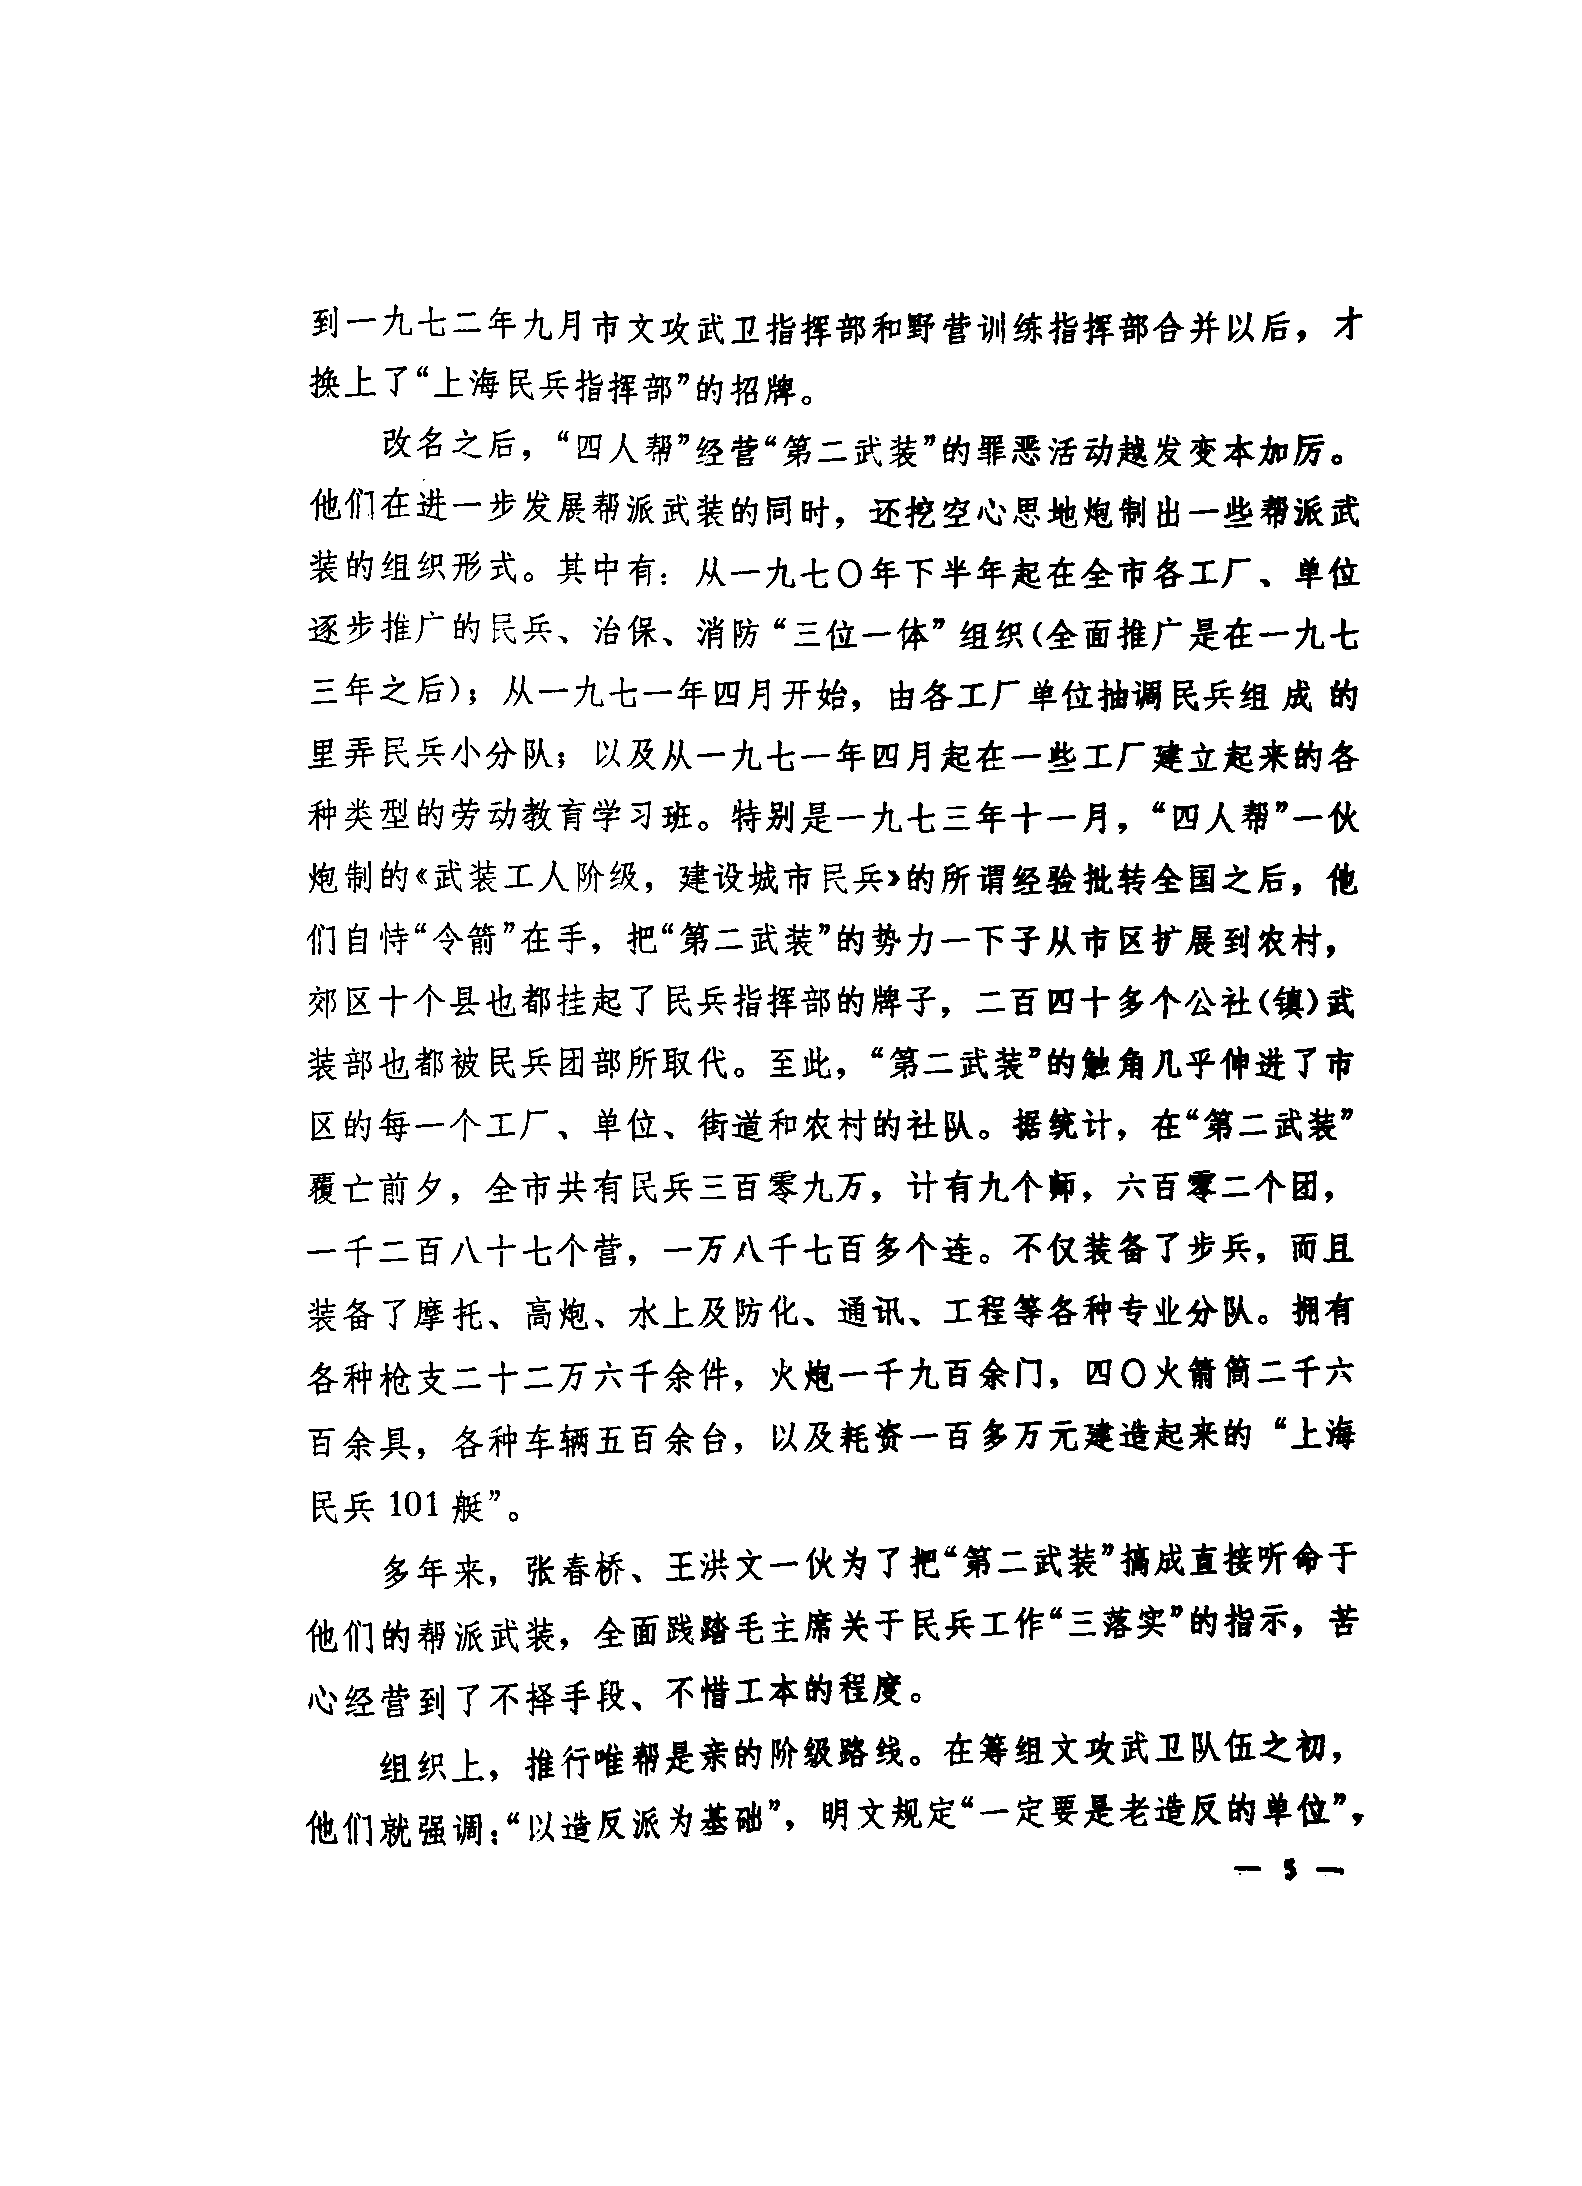 到一九七二年九月市文攻武卫指挥部和野营训练指挥部合并以后，才
换上了“上海民兵指挥部”的招牌。
改名之后，“四人帮”经营“第二武装”的罪恶活动越发变本加厉。
他们在进一步发展帮派武装的同时，还挖空心思地炮制出一些帮派武
装的组织形式。其中有：从一九七〇年下半年起在全市各工厂、单位
逐步推广的民兵、治保、消防“三位一体”组织(全面推广是在一九七
三年之后)；从一九七一年四月开始，由各工厂单位抽调民兵组成的
里弄民兵小分队；以及从一九七一年四月起在一些工厂建立起来的各
种类型的劳动教育学习班。特别是一九七三年十一月，“四人帮”一伙
炮制的《武装工人阶级，建设城市民兵》的所谓经验批转全国之后，他
们自恃“令箭”在手，把“第二武装”的势力一下子从市区扩展到农村，
郊区十个县也都挂起了民兵指挥部的牌子，二百四十多个公社(镇)武
装部也都被民兵团部所取代。至此，“第二武装”的触角几乎伸进了市
区的每一个工厂、单位、街道和农村的社队。据统计，在“第二武装”
覆亡前夕，全市共有民兵三百零九万，计有九个师，六百零二个团，
一千二百八十七个营，一万八千七百多个连。不仅装备了步兵，而且
装备了摩托、高炮、水上及防化、通讯、工程等各种专业分队。拥有
各种枪支二十二万六千余件，火炮一千九百余门，四〇火箭筒二千六
百余具，各种车辆五百余台，以及耗资一百多万元建造起来的“上海
民兵101艇”。
多年来，张春桥、王洪文一伙为了把“第二武装”搞成直接听命于
他们的帮派武装，全面践踏毛主席关于民兵工作“三落实”的指示，苦
心经营到了不择手段、不惜工本的程度。
组织上，推行唯帮是亲的阶级路线。在筹组文攻武卫队伍之初，
他们就强调：“以造反派为基础”，明文规定“一定要是老造反的单位”，
— 5 —